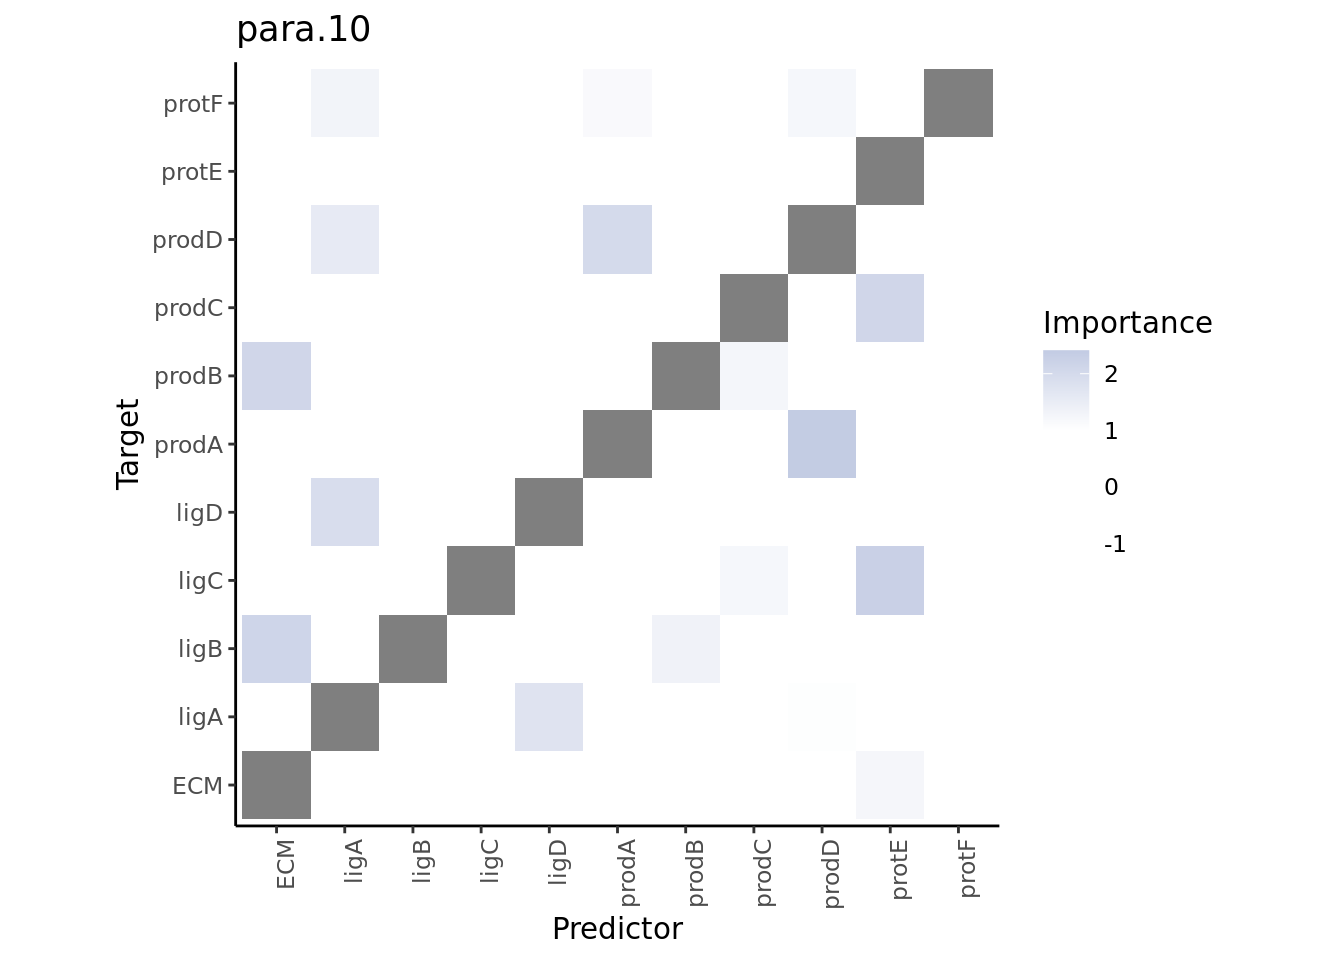 para.10
protF
protE
prodD
prodC
prodB
prodA
ligD
ligC
ligB
ligA
ECM
Target
ECM
ligA
ligB
ligC
ligD
prodA
prodB
prodC
prodD
protE
protF
Predictor
Importance
2
1
0
-1